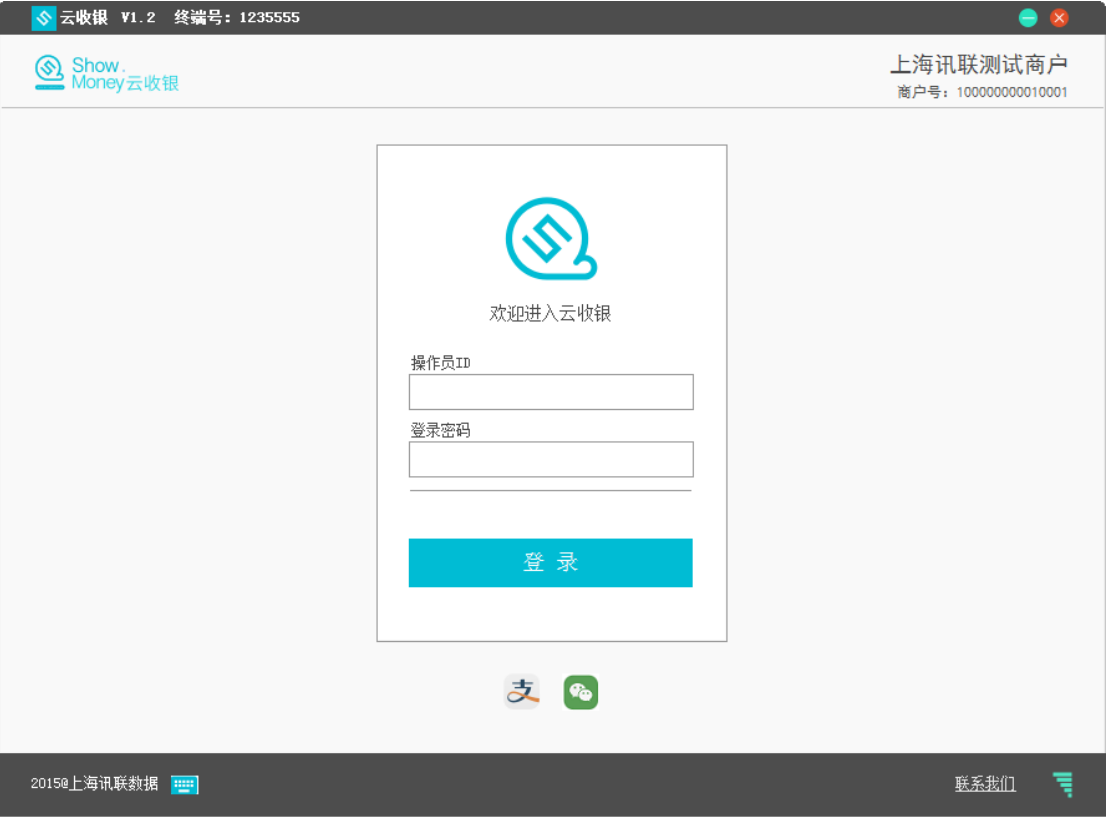 云收银 V1.2 终端号: 1235555
Show.
Money云收银
上海讯联测试商户
商户号: 100000000010001
欢迎进入云收银
操作员ID
登录密码
登 录
支
2015@上海讯联数据
联系我们